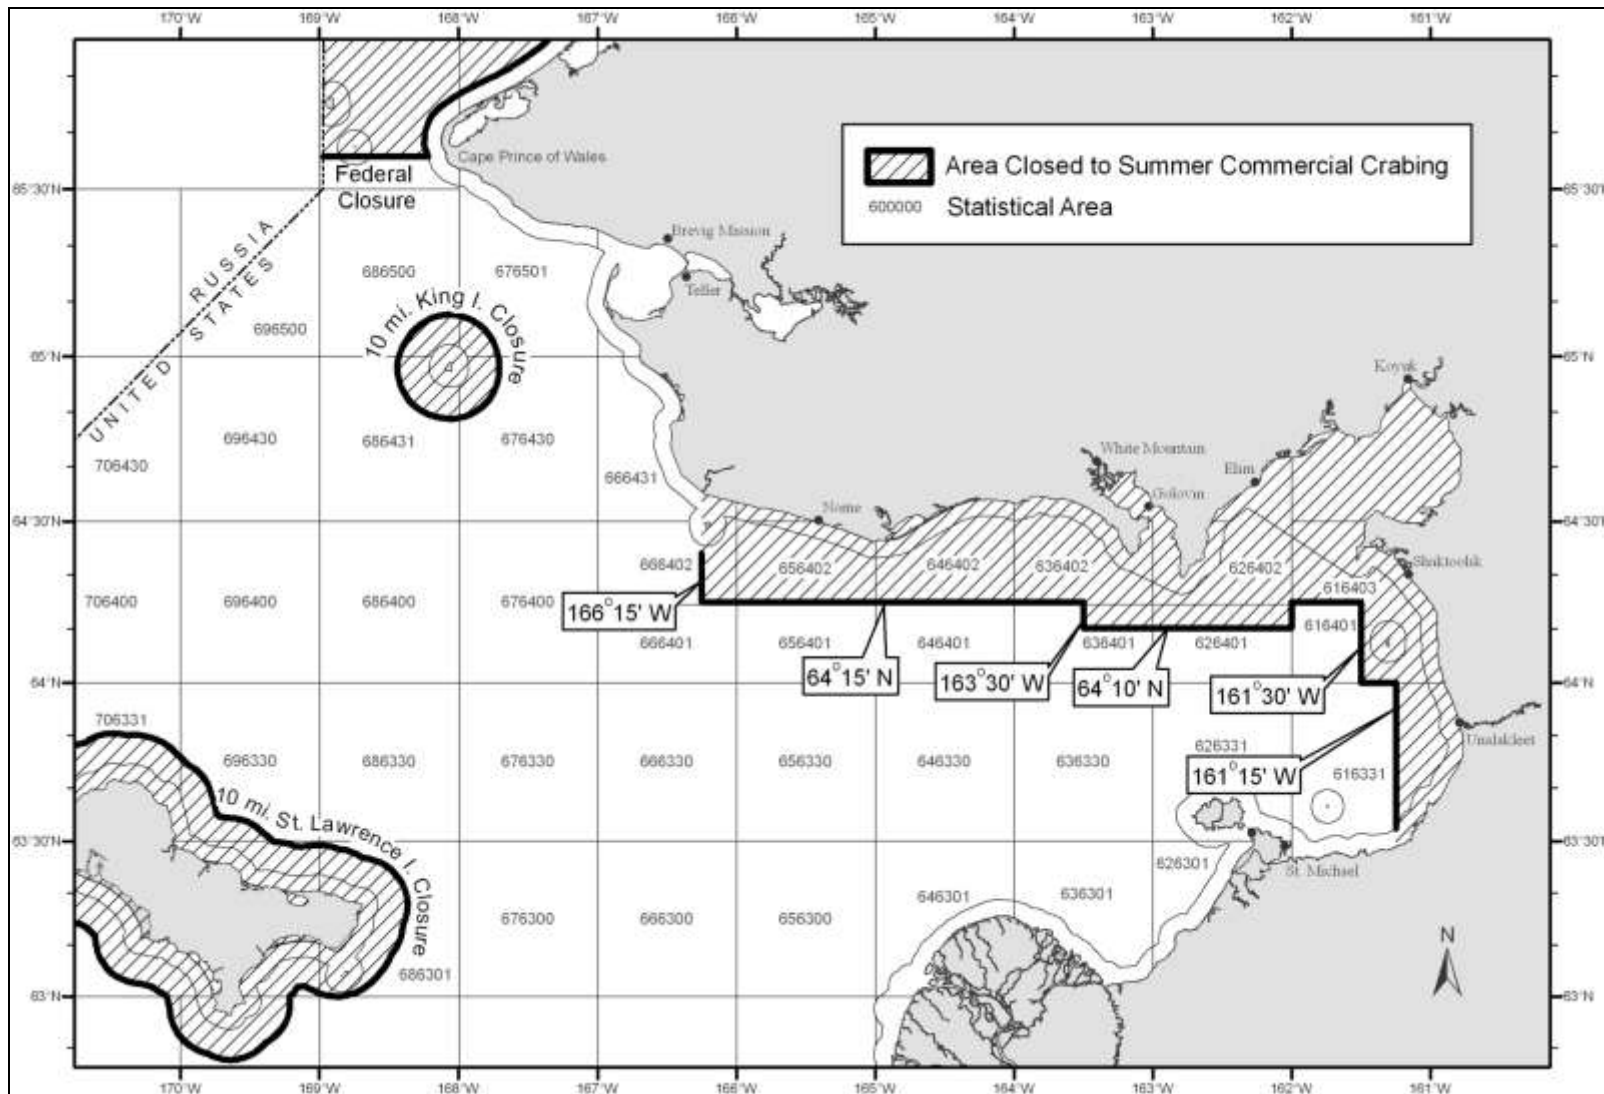 170°W 169°W 168°W 167°W 166°W 165°W 164°W 163°W 162°W 161°W
Cape Prince of Wales
Federal
Closure
Area Closed to Summer Commercial Crabing
600000 Statistical Area
65°30'N
65°30'N
RUSSIA
UNITED STATES
Brevig Mission
Teller
686500
676501
696500
10 mi. King I. Closure
65°N
65°N
Koyuk
696430
686431
676430
706430
666431
White Mountain
Elim
Golovin
Nome
64°30'N
64°30'N
Shaktoolik
666402
656402
646402
636402
626402
616403
706400
696400
686400
676400
166°15' W
666401
656401
646401
636401
626401
616401
64°15' N
163°30' W
64°10' N
161°30' W
64°N
64°N
706331
Unalakleet
696330
686330
676330
666330
656330
646330
636330
626331
161°15' W
616331
10 mi. St. Lawrence I. Closure
63°30'N
63°30'N
626301
St. Michael
646301
636301
676300
666300
656300
686301
N
63°N
63°N
170°W 169°W 168°W 167°W 166°W 165°W 164°W 163°W 162°W 161°W